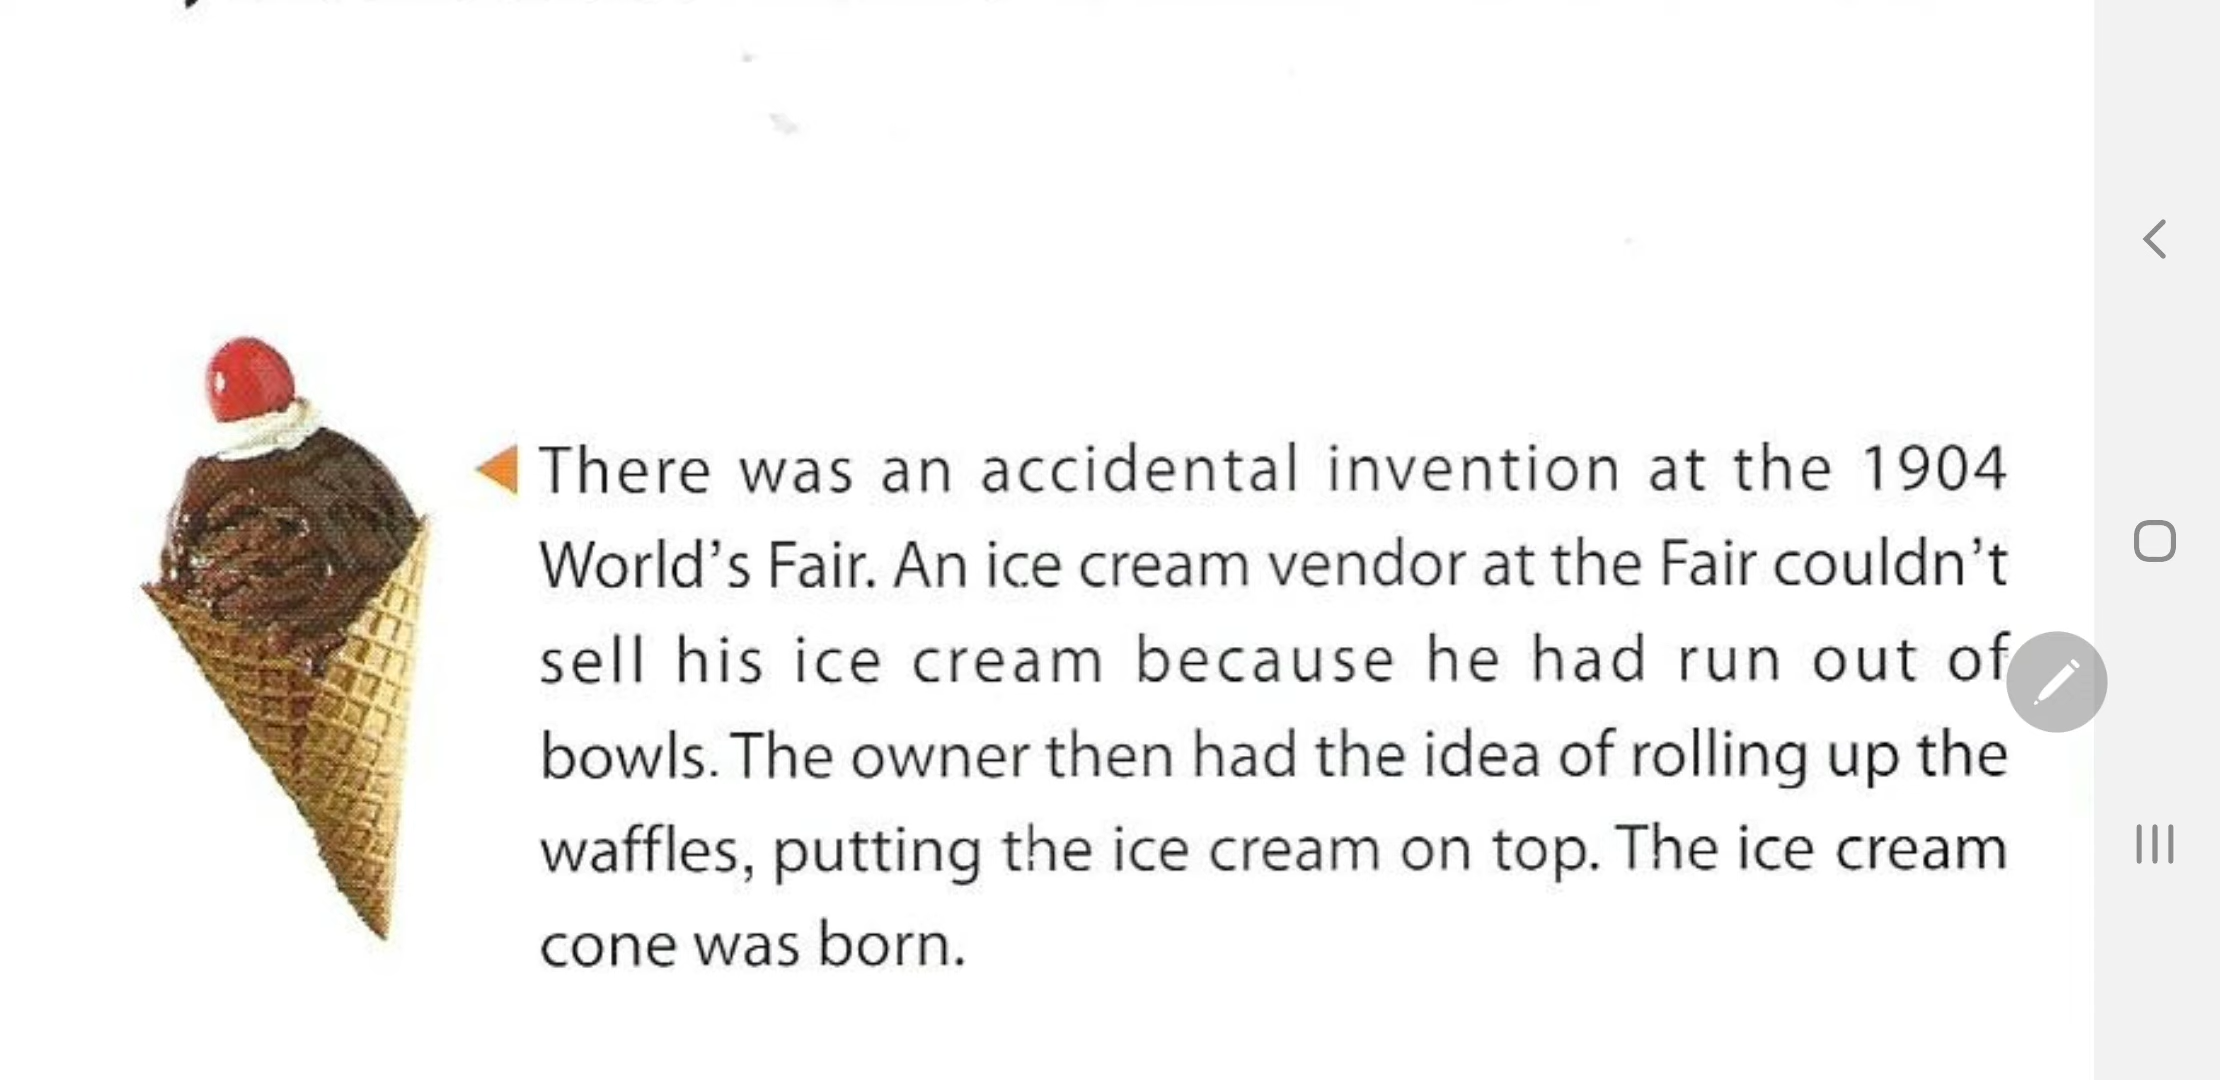 There was an accidental invention at the 1904
World's Fair. An ice cream vendor at the Fair couldn't
sell his ice cream because he had run out of
bowls. The owner then had the idea of rolling up the
waffles, putting the ice cream on top. The ice cream
cone was born.